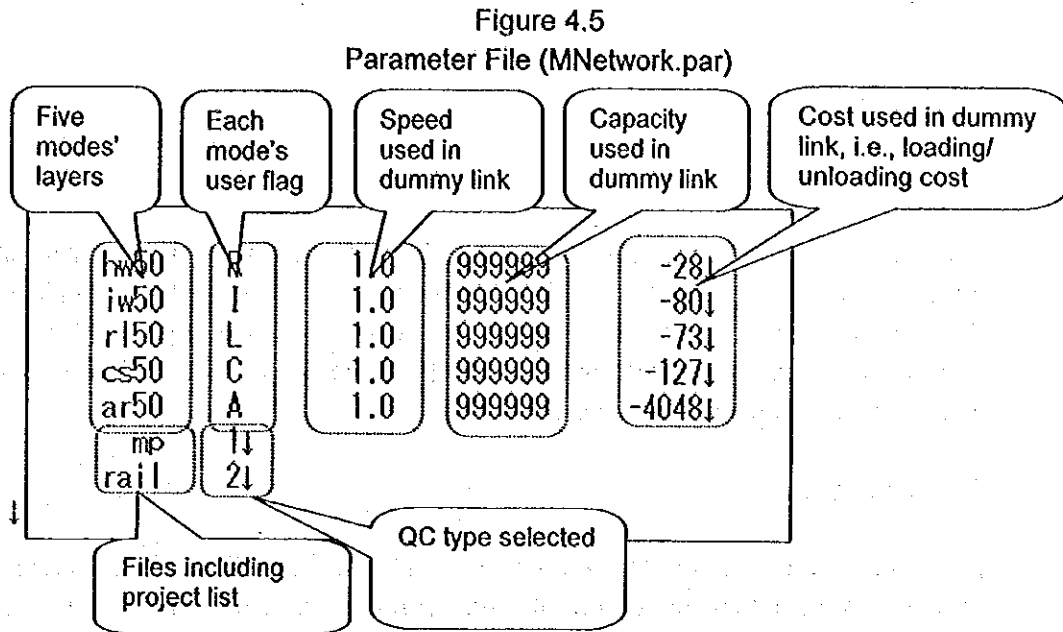 Figure 4.5
Parameter File (MNetwork.par)
Five modes' layers
Each mode's user flag
Speed used in dummy link
Capacity used in dummy link
Cost used in dummy link, i.e., loading/ unloading cost
hw50 R 1.0 999999 -28↓
iw50 I 1.0 999999 -80↓
rl50 L 1.0 999999 -73↓
cs50 C 1.0 999999 -127↓
ar50 A 1.0 999999 -4048↓
mp 1↓
rail 2↓
↓
Files including project list
QC type selected